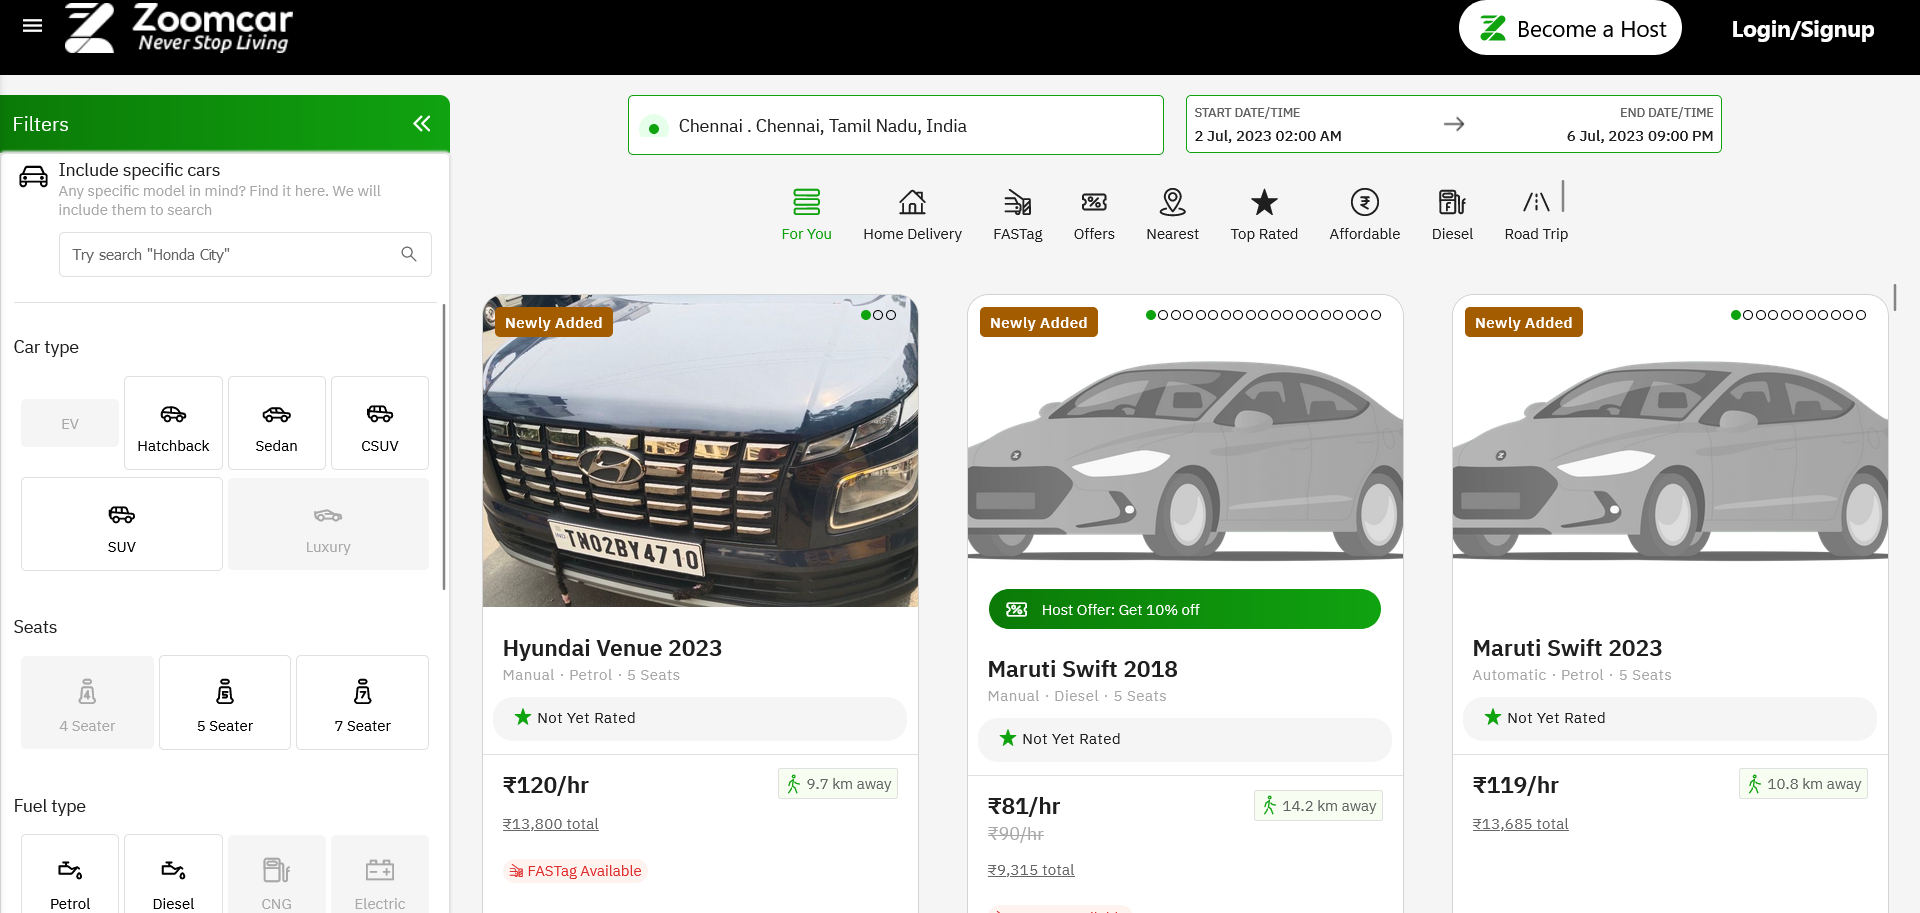 Zoomcar
Never Stop Living
Become a Host
Login/Signup
Filters
Include specific cars
Any specific model in mind? Find it here. We will
include them to search
Try search "Honda City"
Car type
EV
Hatchback
Sedan
CSUV
SUV
Luxury
Seats
4
4 Seater
5
5 Seater
7
7 Seater
Fuel type
Petrol
Diesel
CNG
Electric
Chennai . Chennai, Tamil Nadu, India
START DATE/TIME
2 Jul, 2023 02:00 AM
END DATE/TIME
6 Jul, 2023 09:00 PM
For You
Home Delivery
FASTag
Offers
Nearest
Top Rated
Affordable
Diesel
Road Trip
Newly Added
TN02BY4710
Hyundai Venue 2023
Manual · Petrol · 5 Seats
Not Yet Rated
₹120/hr
9.7 km away
₹13,800 total
FASTag Available
Newly Added
Host Offer: Get 10% off
Maruti Swift 2018
Manual · Diesel · 5 Seats
Not Yet Rated
₹81/hr
14.2 km away
₹90/hr
₹9,315 total
Newly Added
Maruti Swift 2023
Automatic · Petrol · 5 Seats
Not Yet Rated
₹119/hr
10.8 km away
₹13,685 total